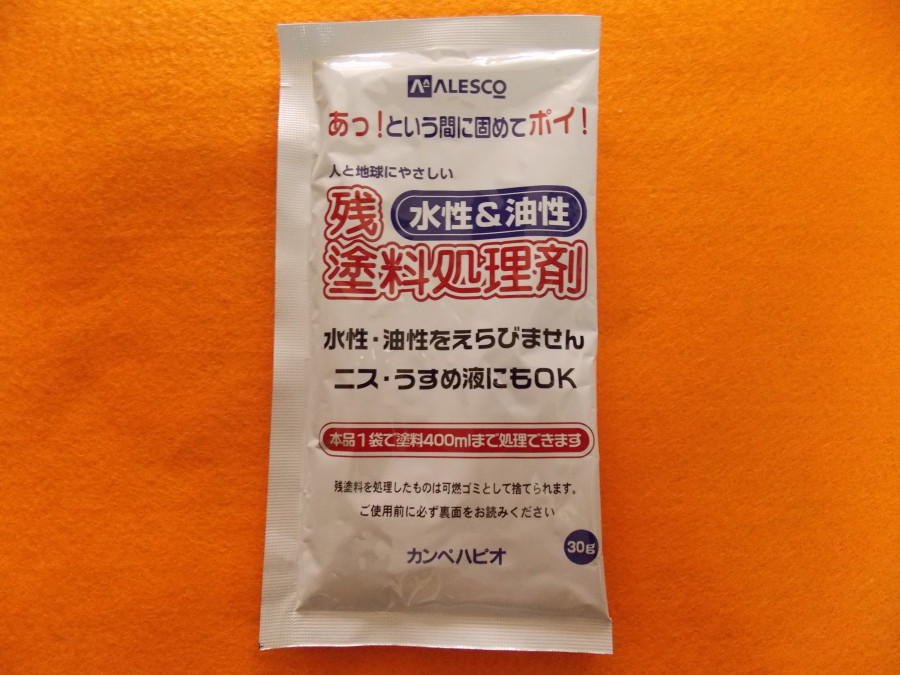 ALESCO
あっ!という間に固めてポイ!
人と地球にやさしい
残 水性&油性
塗料処理剤
水性・油性をえらびません
ニス・うすめ液にもOK
本品1袋で塗料400mlまで処理できます
残塗料を処理したものは可燃ゴミとして捨てられます。
ご使用前に必ず裏面をお読みください
カンペハピオ
30g